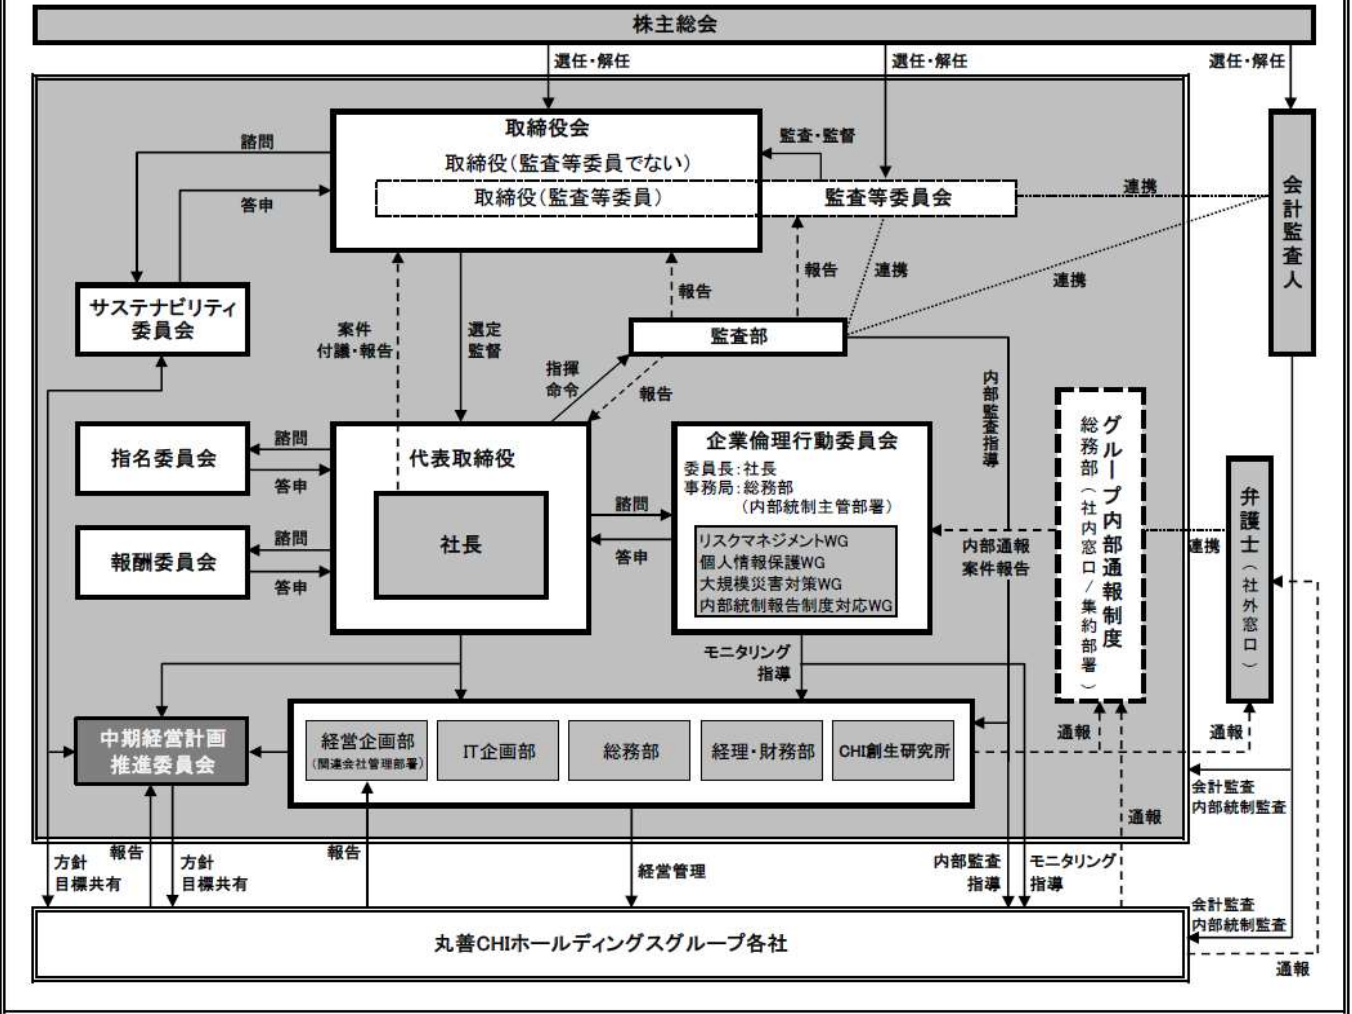 株主総会
選任・解任
選任・解任
選任・解任
取締役会
取締役(監査等委員でない)
取締役(監査等委員)
監査・監督
監査等委員会
諮問
答申
連携
会計監査人
サステナビリティ
委員会
報告
報告
連携
連携
監査部
案件
付議・報告
選定
監督
指揮
命令
報告
内部監査指導
指名委員会
諮問
答申
代表取締役
社長
企業倫理行動委員会
委員長:社長
事務局:総務部
(内部統制主管部署)
リスクマネジメントWG
個人情報保護WG
大規模災害対策WG
内部統制報告制度対応WG
諮問
答申
報酬委員会
諮問
答申
内部通報
案件報告
グループ内部通報制度
総務部(社内窓口/集約部署)
連携
弁護士(社外窓口)
モニタリング
指導
中期経営計画
推進委員会
経営企画部
(関連会社管理部署)
IT企画部
総務部
経理・財務部
CHI創生研究所
通報
通報
会計監査
内部統制監査
通報
方針
目標共有
報告
方針
目標共有
報告
経営管理
内部監査
指導
モニタリング
指導
会計監査
内部統制監査
丸善CHIホールディングスグループ各社
通報